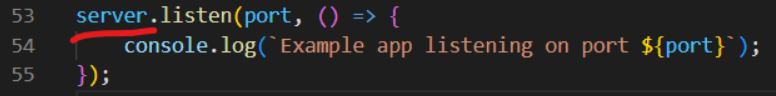 53 server.listen(port, () => {
54 console.log(`Example app listening on port ${port}`);
55 });